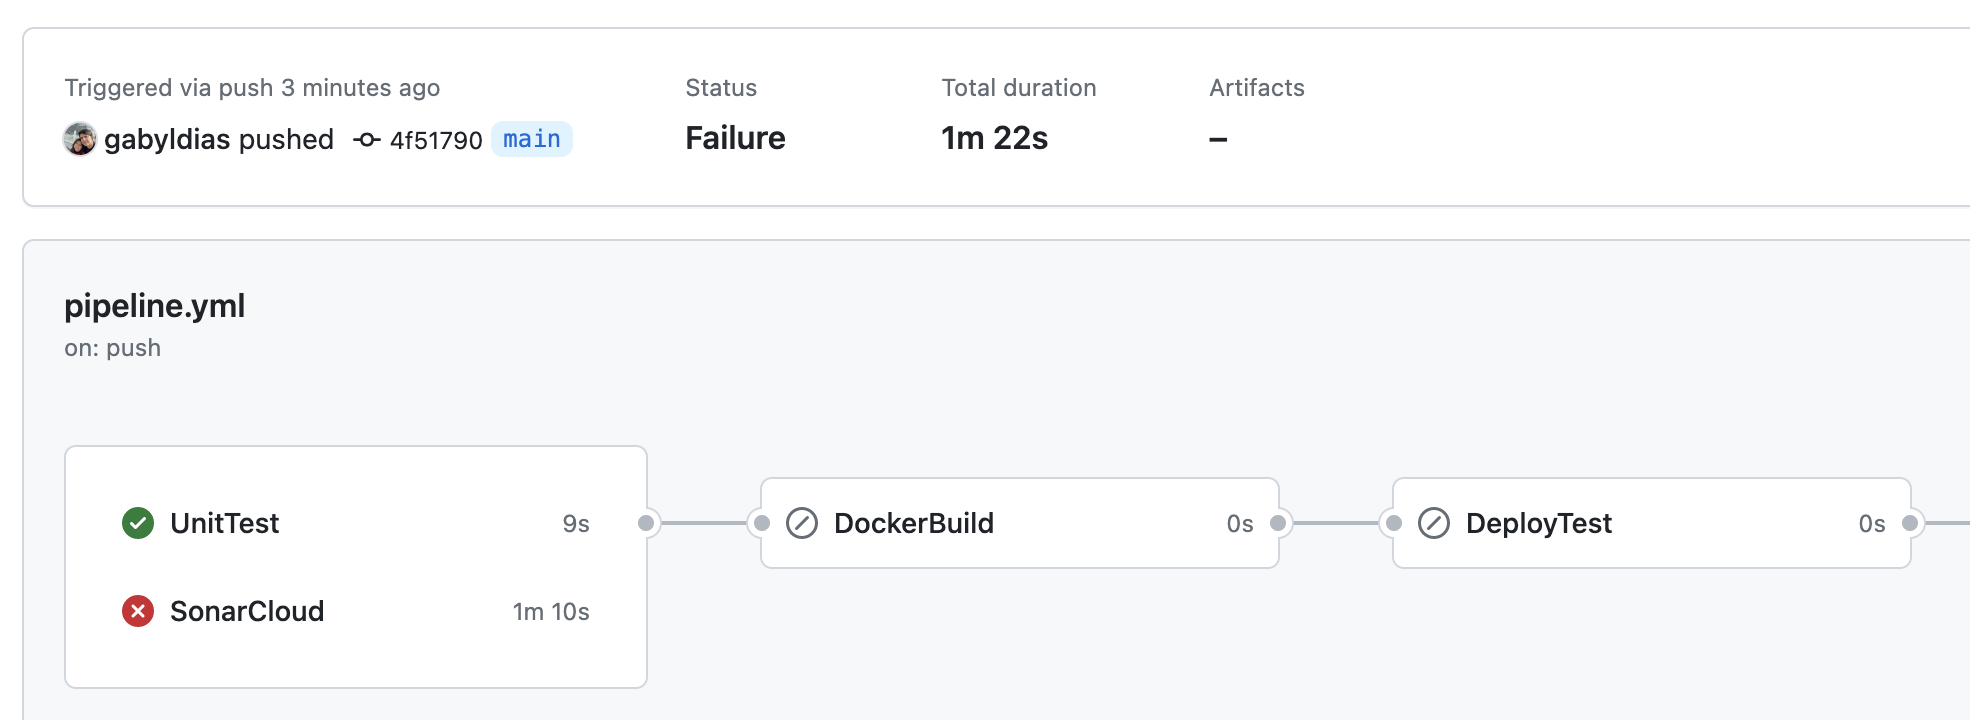 Triggered via push 3 minutes ago
gabyldias pushed 4f51790 main
Status
Failure
Total duration
1m 22s
Artifacts
–
pipeline.yml
on: push
UnitTest 9s
SonarCloud 1m 10s
DockerBuild 0s
DeployTest 0s